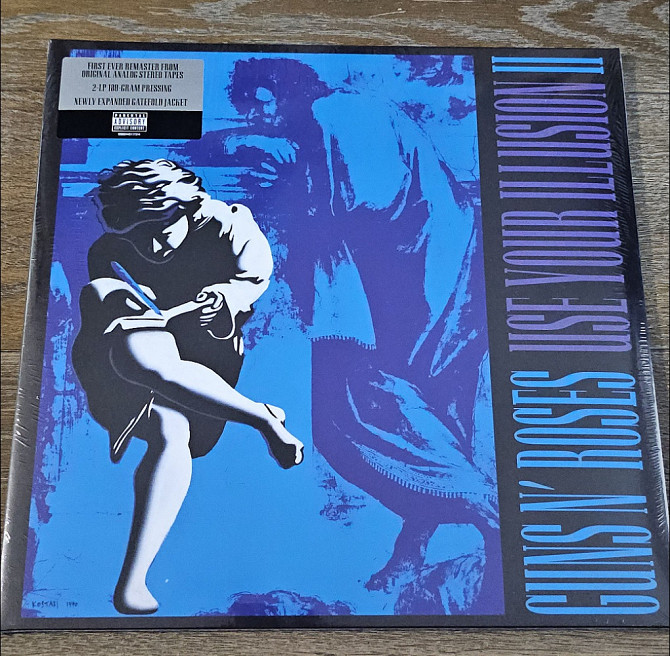 FIRST EVER REMASTER FROM
ORIGINAL ANALOG STEREO TAPES
2-LP 180-GRAM PRESSING
NEWLY EXPANDED GATEFOLD JACKET
PARENTAL
ADVISORY
EXPLICIT CONTENT
GUNS N' ROSES USE YOUR ILLUSION II
KOSTABI 1990